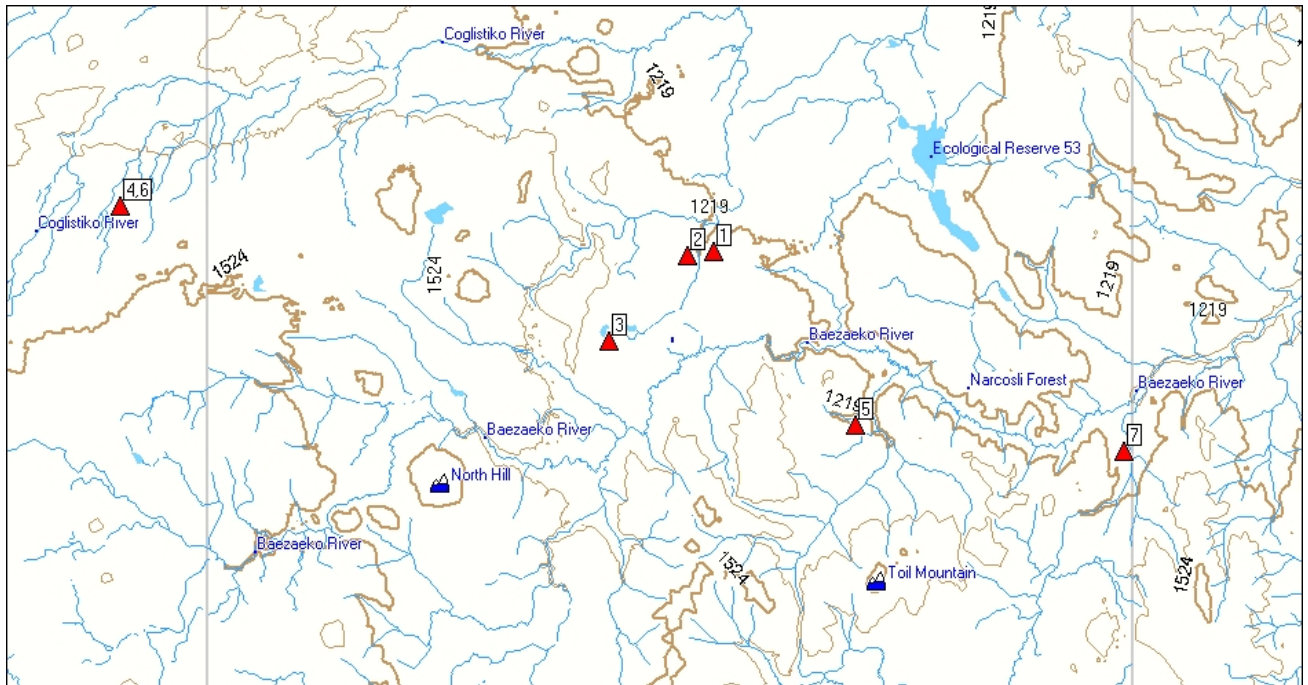 1219
Coglistiko River
1219
Ecological Reserve 53
4,6
Coglistiko River
1219
2
1
1524
1524
1219
1219
3
Baezaeko River
Narcosli Forest
Baezaeko River
1219
5
Baezaeko River
7
North Hill
Baezaeko River
1524
Toil Mountain
1524